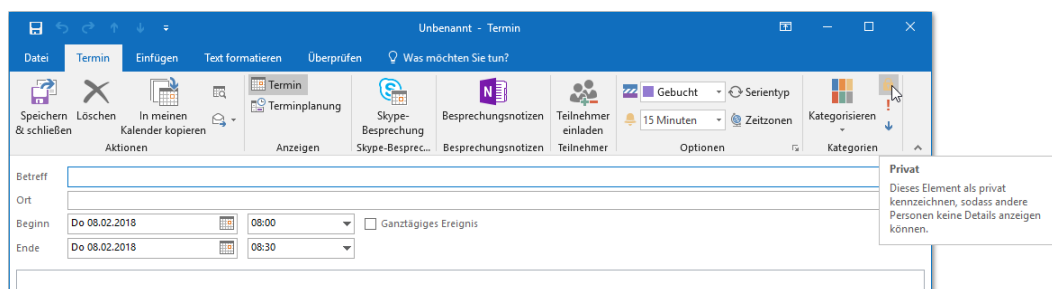 Unbenannt - Termin
Datei Termin Einfügen Text formatieren Überprüfen Was möchten Sie tun?
Speichern & schließen
Löschen
In meinen Kalender kopieren
Aktionen
Termin
Terminplanung
Anzeigen
Skype-Besprechung
Skype-Besprec...
Besprechungsnotizen
Besprechungsnotizen
Teilnehmer einladen
Teilnehmer
Gebucht
Serientyp
15 Minuten
Zeitzonen
Optionen
Kategorisieren
Kategorien
Privat
Dieses Element als privat
kennzeichnen, sodass andere
Personen keine Details anzeigen
können.
Betreff
Ort
Beginn Do 08.02.2018 08:00 Ganztägiges Ereignis
Ende Do 08.02.2018 08:30